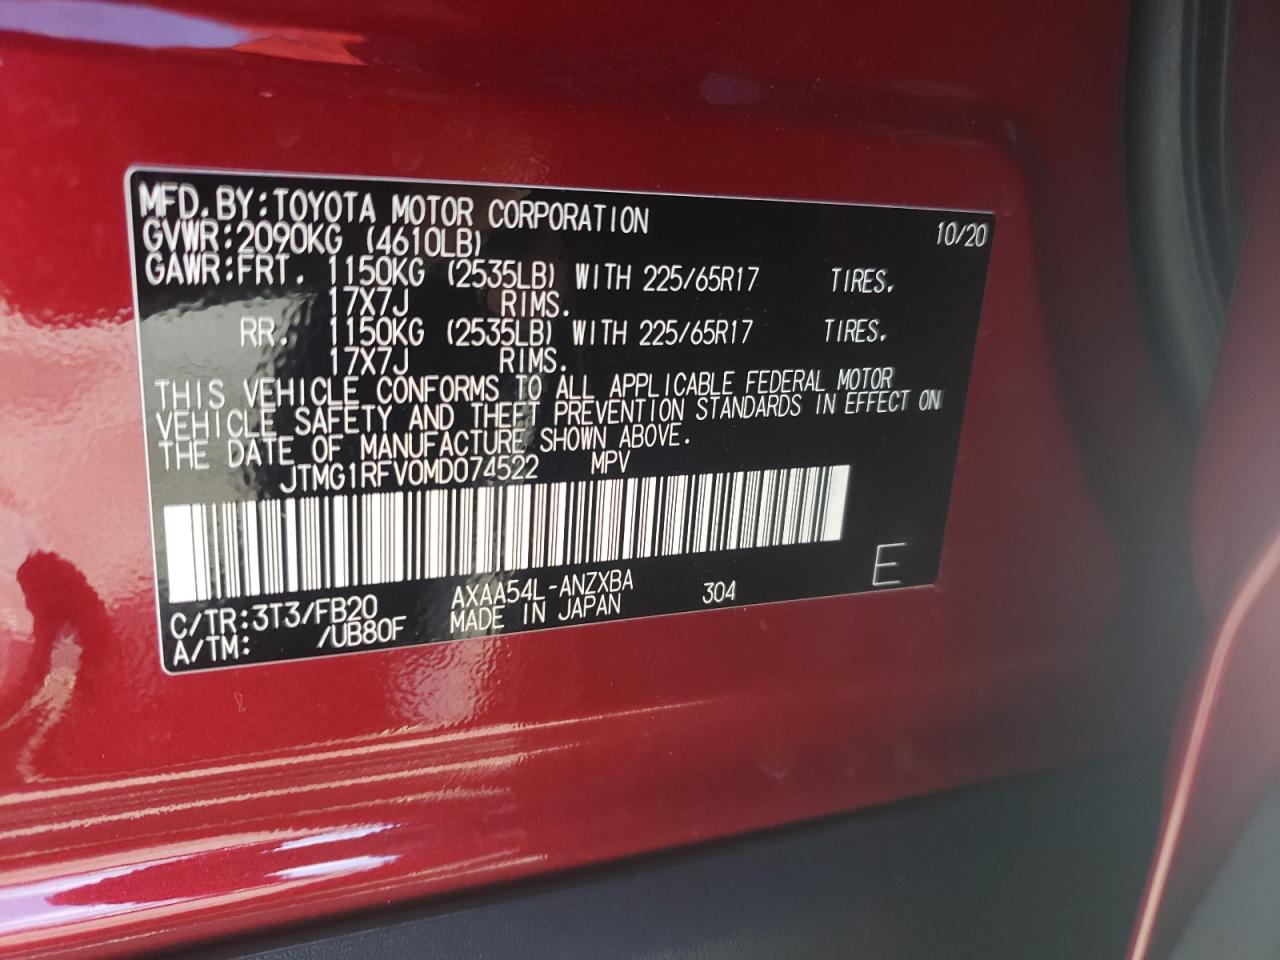 MFD.BY:TOYOTA MOTOR CORPORATION 10/20
GVWR:2090KG (4610LB)
GAWR:FRT. 1150KG (2535LB) WITH 225/65R17 TIRES.
17X7J RIMS.
RR. 1150KG (2535LB) WITH 225/65R17 TIRES.
17X7J RIMS.
THIS VEHICLE CONFORMS TO ALL APPLICABLE FEDERAL MOTOR
VEHICLE SAFETY AND THEFT PREVENTION STANDARDS IN EFFECT ON
THE DATE OF MANUFACTURE SHOWN ABOVE.
JTMG1RFV0MD074522 MPV
C/TR:3T3/FB20 AXAA54L-ANZXBA 304 E
A/TM: /UB80F MADE IN JAPAN